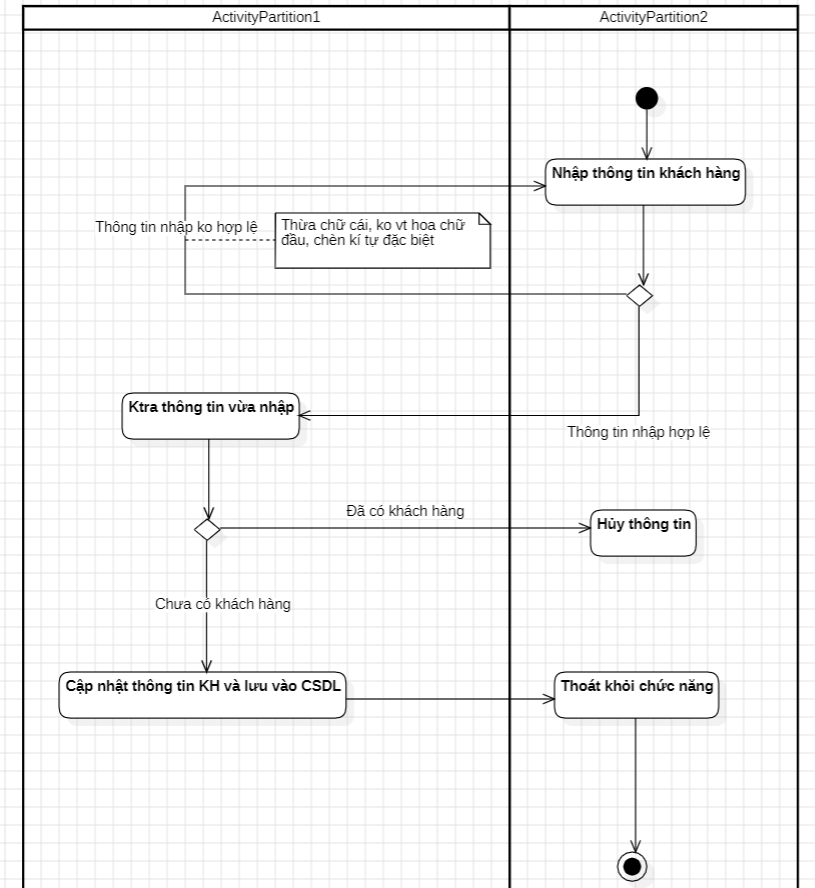 ActivityPartition1
ActivityPartition2
Nhập thông tin khách hàng
Thông tin nhập ko hợp lệ
Thừa chữ cái, ko vt hoa chữ
đầu, chèn kí tự đặc biệt
Ktra thông tin vừa nhập
Thông tin nhập hợp lệ
Đã có khách hàng
Hủy thông tin
Chưa có khách hàng
Cập nhật thông tin KH và lưu vào CSDL
Thoát khỏi chức năng